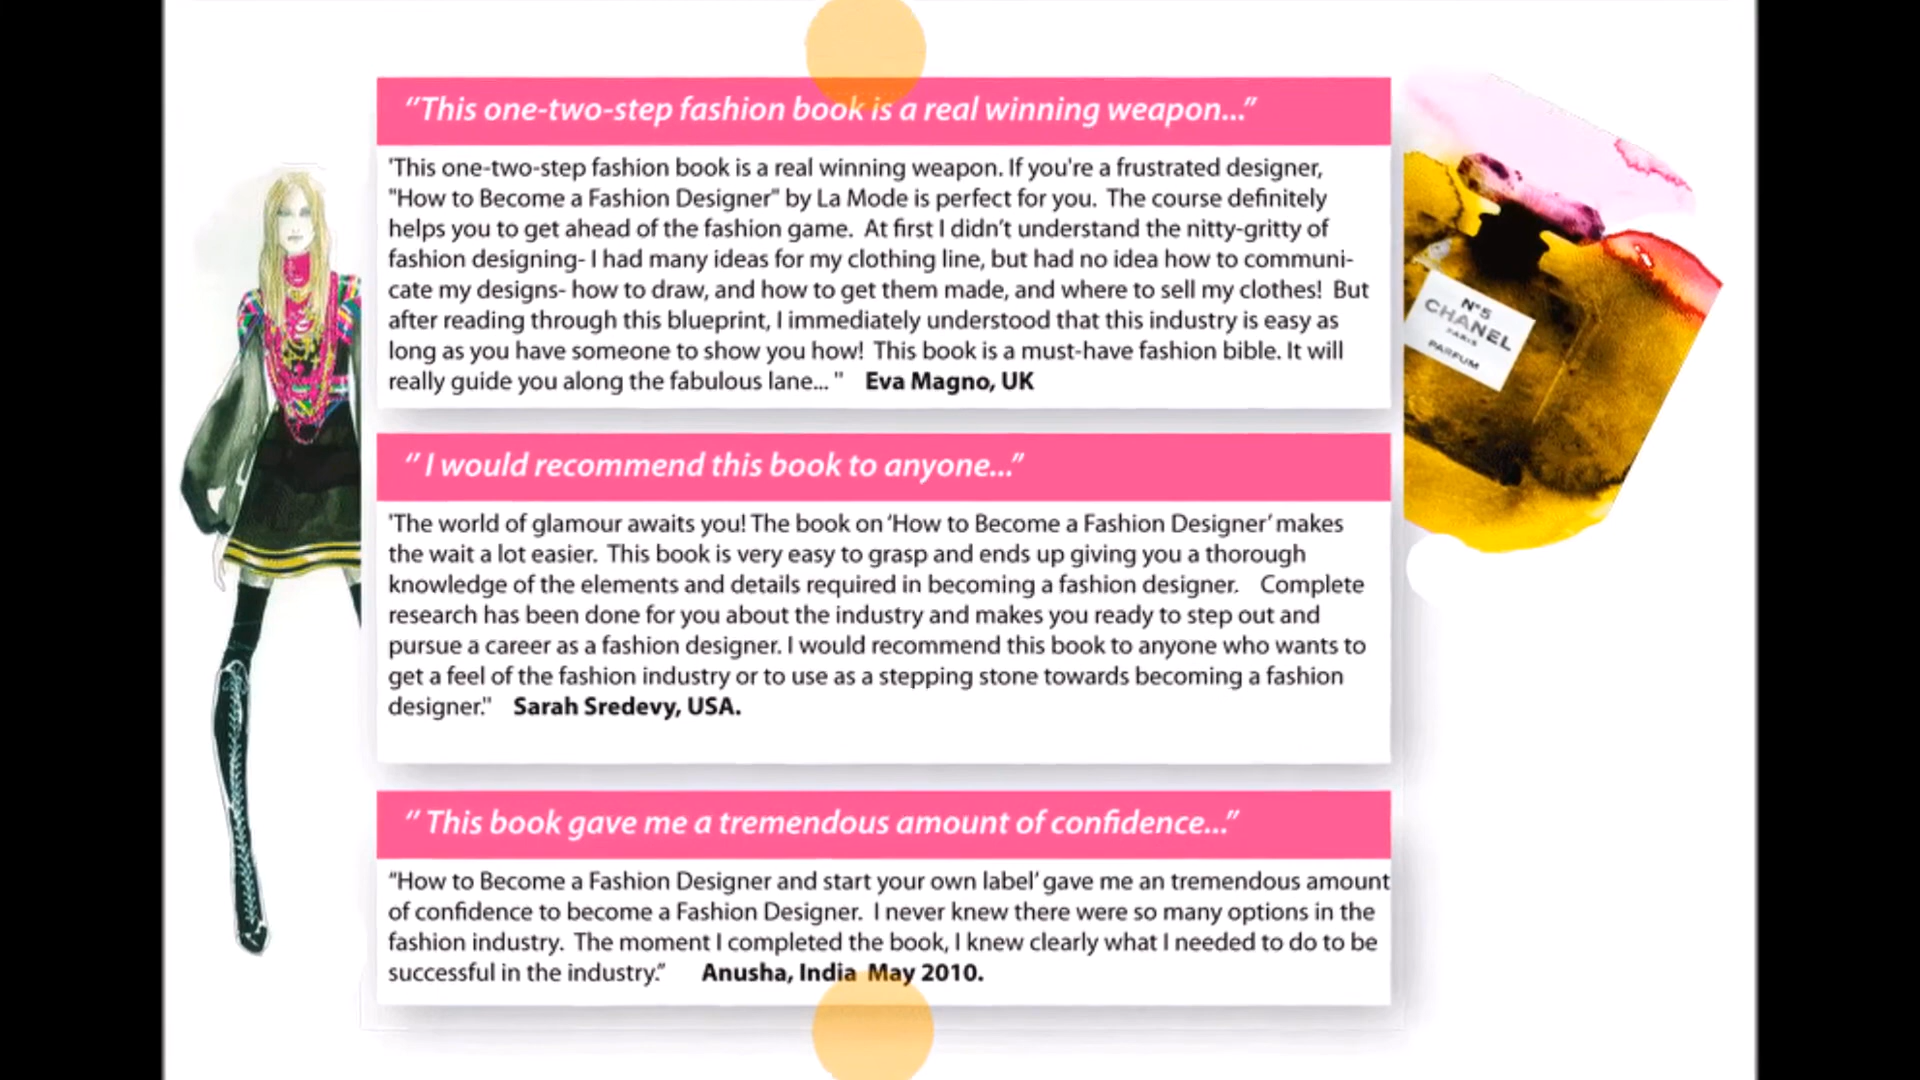 “This one-two-step fashion book is a real winning weapon...”
'This one-two-step fashion book is a real winning weapon. If you're a frustrated designer,
"How to Become a Fashion Designer" by La Mode is perfect for you. The course definitely
helps you to get ahead of the fashion game. At first I didn't understand the nitty-gritty of
fashion designing- I had many ideas for my clothing line, but had no idea how to communi-
cate my designs- how to draw, and how to get them made, and where to sell my clothes! But
after reading through this blueprint, I immediately understood that this industry is easy as
long as you have someone to show you how! This book is a must-have fashion bible. It will
really guide you along the fabulous lane... " Eva Magno, UK
“ I would recommend this book to anyone...”
'The world of glamour awaits you! The book on ‘How to Become a Fashion Designer’ makes
the wait a lot easier. This book is very easy to grasp and ends up giving you a thorough
knowledge of the elements and details required in becoming a fashion designer. Complete
research has been done for you about the industry and makes you ready to step out and
pursue a career as a fashion designer. I would recommend this book to anyone who wants to
get a feel of the fashion industry or to use as a stepping stone towards becoming a fashion
designer." Sarah Sredevy, USA.
“ This book gave me a tremendous amount of confidence...”
“How to Become a Fashion Designer and start your own label’ gave me an tremendous amount
of confidence to become a Fashion Designer. I never knew there were so many options in the
fashion industry. The moment I completed the book, I knew clearly what I needed to do to be
successful in the industry.” Anusha, India May 2010.
N°5
CHANEL
PARIS
PARFUM